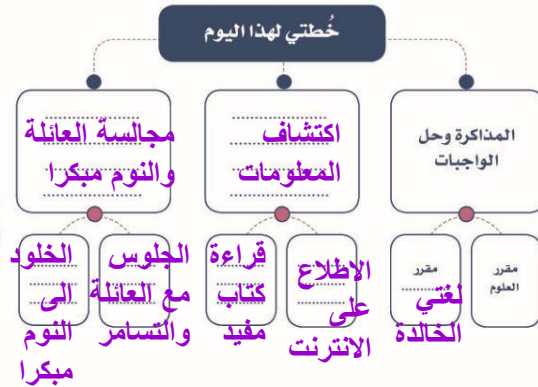 خُطتي لهذا اليوم
المذاكرة وحل
الواجبات
اكتشاف
المعلومات
مجالسة العائلة
والنوم مبكرا
مقرر
العلوم
مقرر
لغتي
الخالدة
الاطلاع
على
الانترنت
قراءة
كتاب
مفيد
الجلوس
مع العائلة
والتسامر
الخلود
الى
النوم
مبكرا